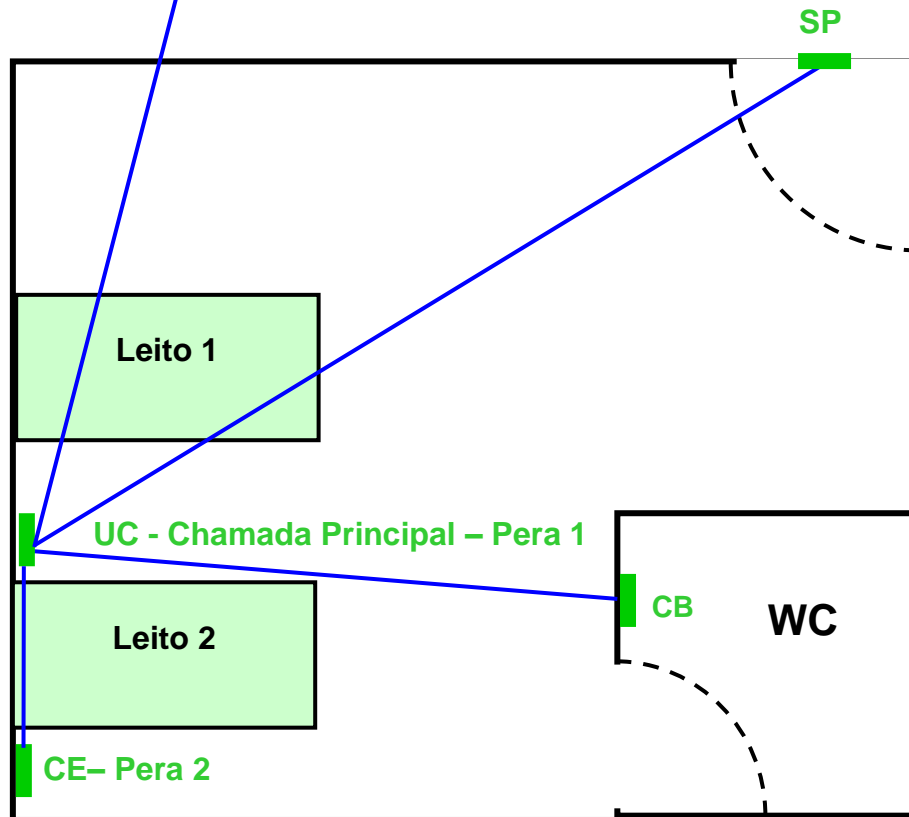 SP
Leito 1
UC - Chamada Principal – Pera 1
CB
WC
Leito 2
CE– Pera 2